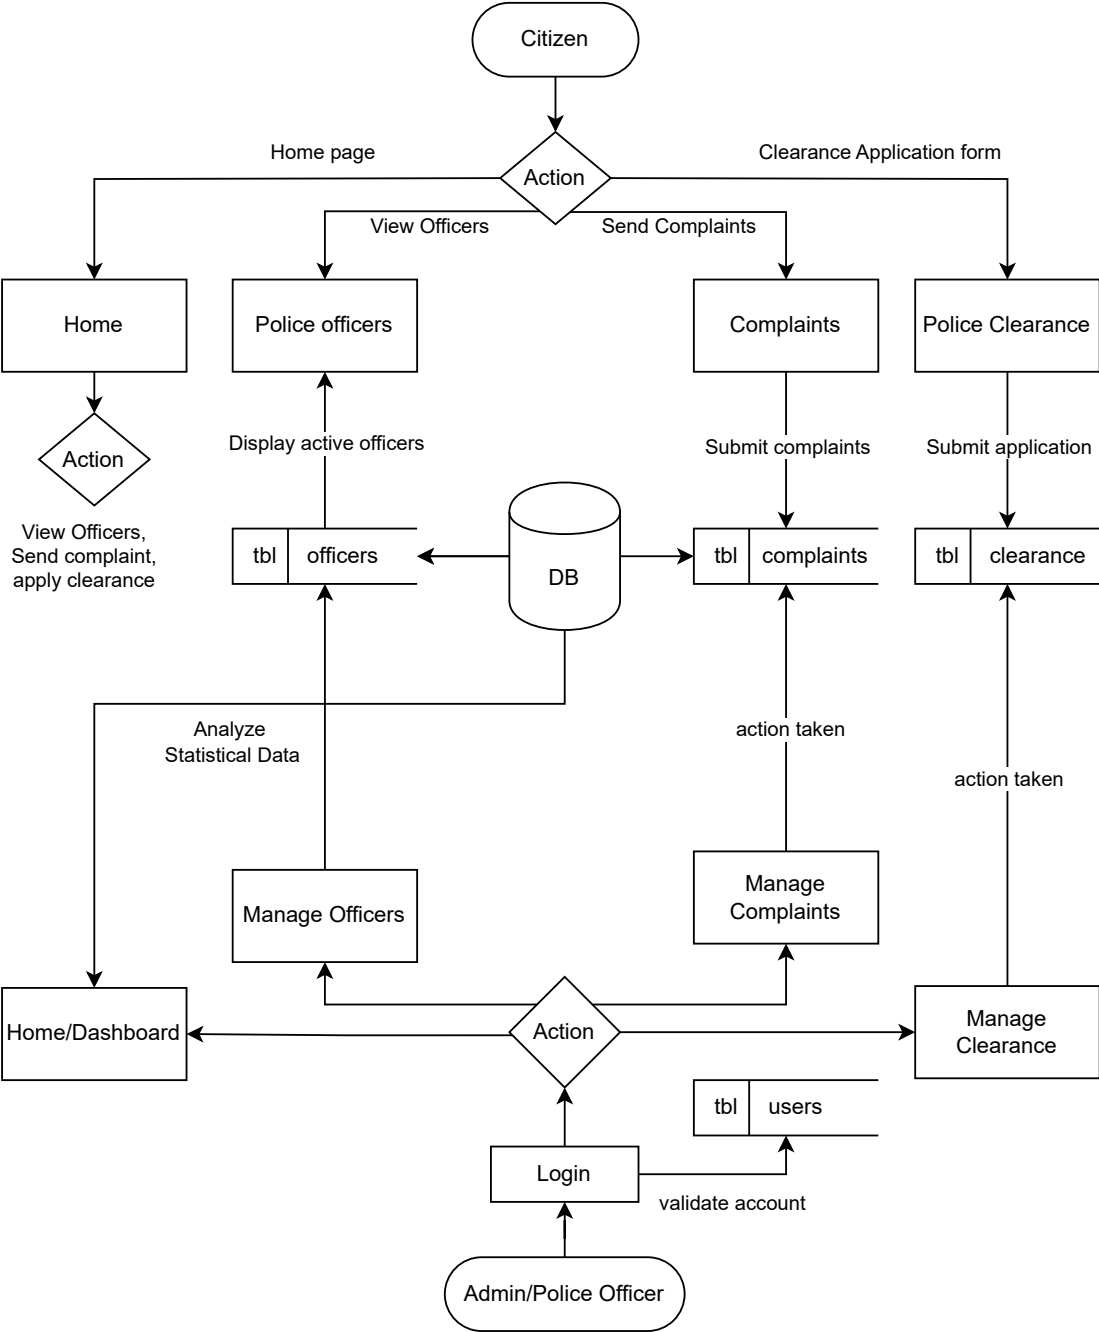 Citizen
Home page
Clearance Application form
Action
View Officers
Send Complaints
Home
Police officers
Complaints
Police Clearance
Display active officers
Submit complaints
Submit application
Action
View Officers,
Send complaint,
apply clearance
tbl officers
DB
tbl complaints
tbl clearance
Analyze
Statistical Data
action taken
action taken
Manage Officers
Manage
Complaints
Home/Dashboard
Action
Manage
Clearance
tbl users
Login
validate account
Admin/Police Officer